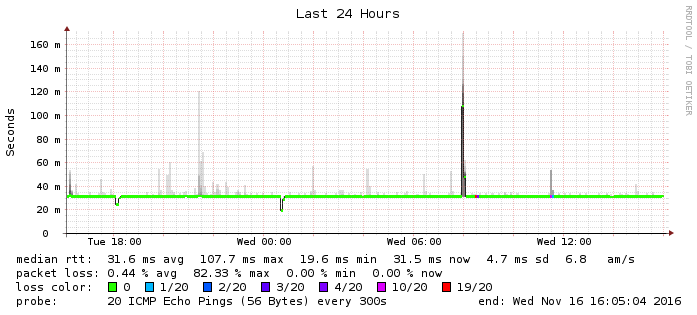 Last 24 Hours
RRDTOOL / TOBI OETIKER
Seconds
160 m
140 m
120 m
100 m
80 m
60 m
40 m
20 m
0
Tue 18:00 Wed 00:00 Wed 06:00 Wed 12:00
median rtt: 31.6 ms avg 107.7 ms max 19.6 ms min 31.5 ms now 4.7 ms sd 6.8 am/s
packet loss: 0.44 % avg 82.33 % max 0.00 % min 0.00 % now
loss color: 0 1/20 2/20 3/20 4/20 10/20 19/20
probe: 20 ICMP Echo Pings (56 Bytes) every 300s end: Wed Nov 16 16:05:04 2016